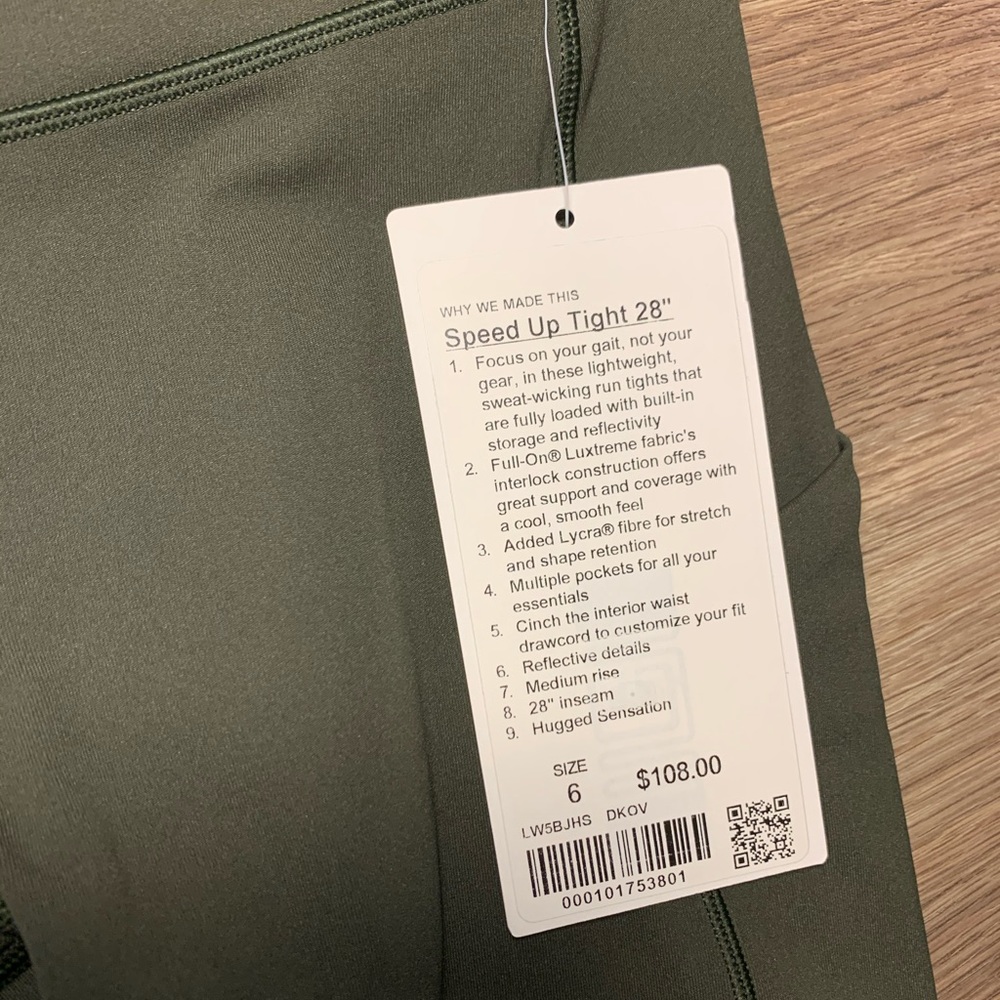 WHY WE MADE THIS
Speed Up Tight 28"
1. Focus on your gait, not your
gear, in these lightweight,
sweat-wicking run tights that
are fully loaded with built-in
storage and reflectivity
2. Full-On® Luxtreme fabric's
interlock construction offers
great support and coverage with
a cool, smooth feel
3. Added Lycra® fibre for stretch
and shape retention
4. Multiple pockets for all your
essentials
5. Cinch the interior waist
drawcord to customize your fit
6. Reflective details
7. Medium rise
8. 28" inseam
9. Hugged Sensation
SIZE
6 $108.00
LW5BJHS DKOV
000101753801